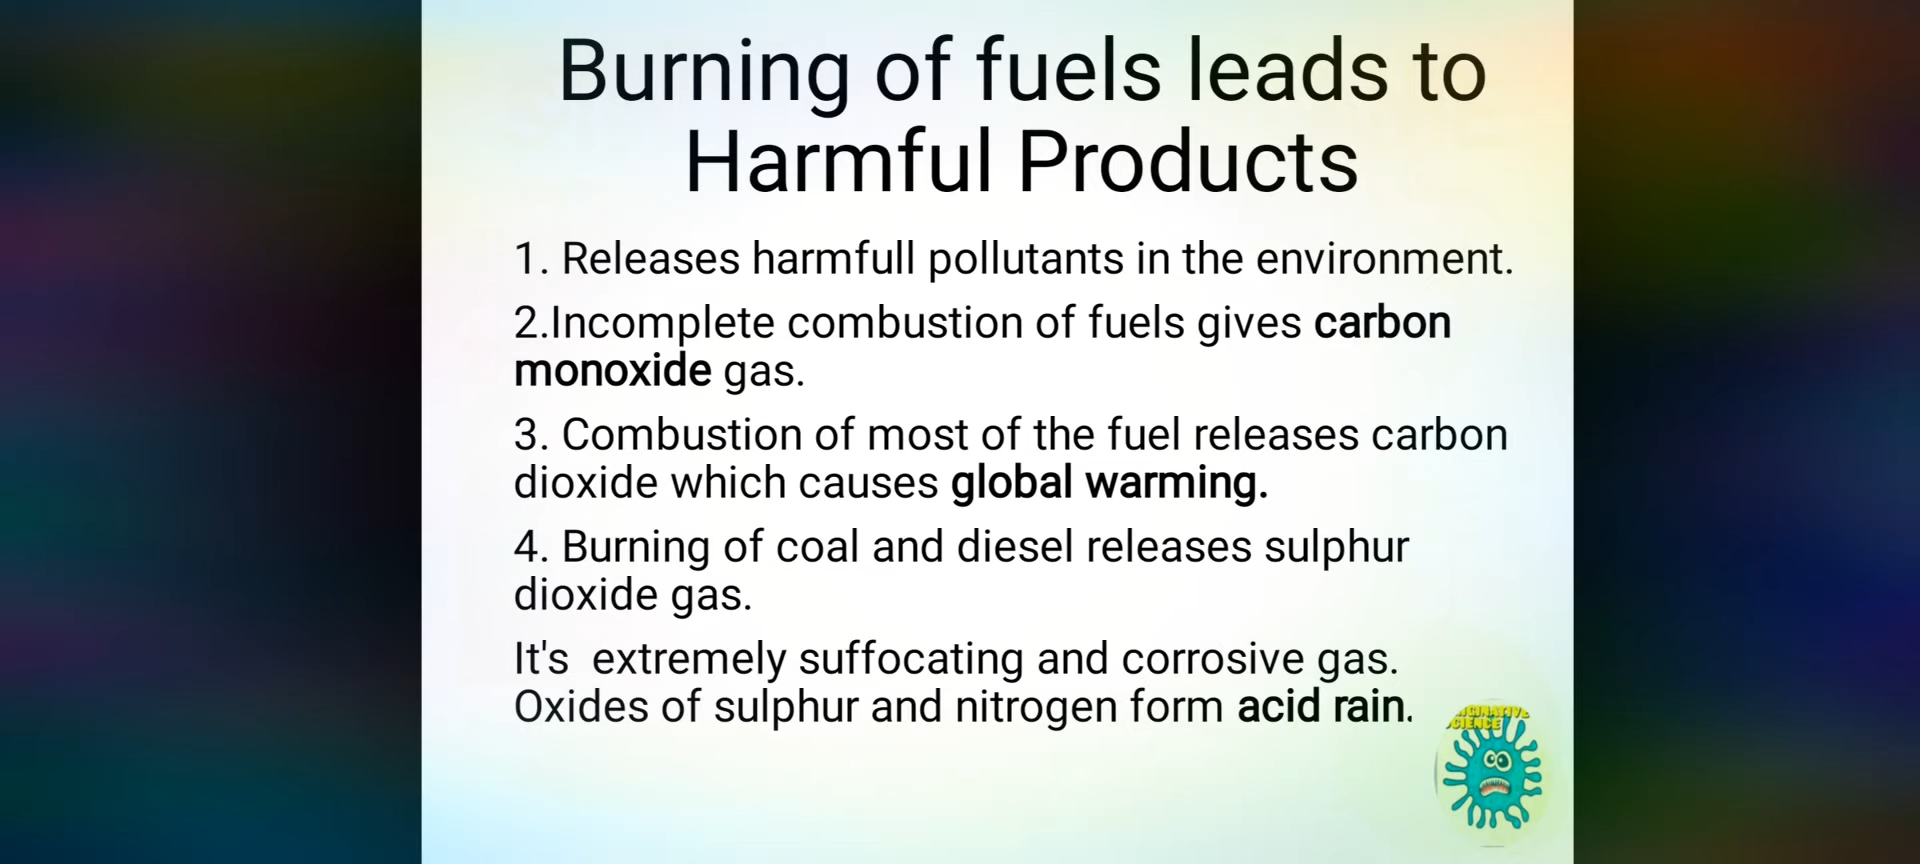 Burning of fuels leads to
Harmful Products
1. Releases harmfull pollutants in the environment.
2.Incomplete combustion of fuels gives carbon
monoxide gas.
3. Combustion of most of the fuel releases carbon
dioxide which causes global warming.
4. Burning of coal and diesel releases sulphur
dioxide gas.
It's  extremely suffocating and corrosive gas.
Oxides of sulphur and nitrogen form acid rain.